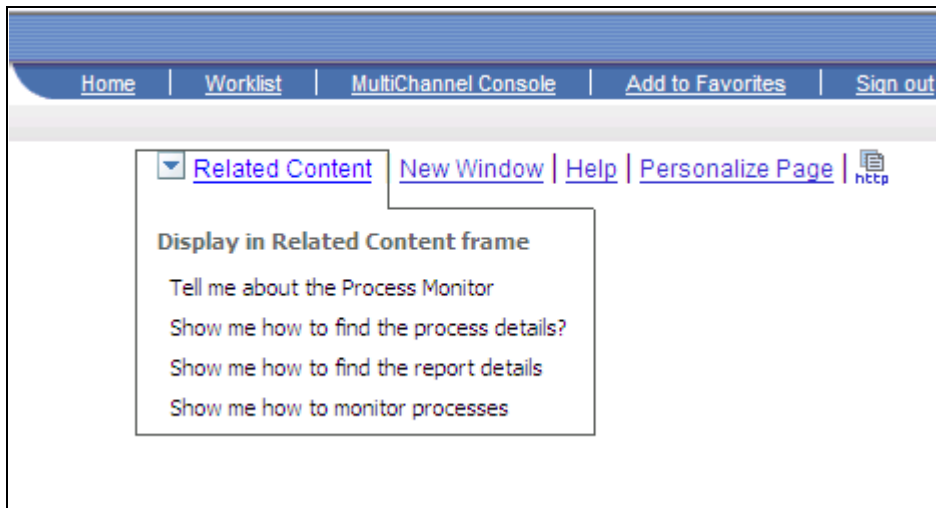 Home | Worklist | MultiChannel Console | Add to Favorites | Sign out
Related Content | New Window | Help | Personalize Page | http
Display in Related Content frame
Tell me about the Process Monitor
Show me how to find the process details?
Show me how to find the report details
Show me how to monitor processes